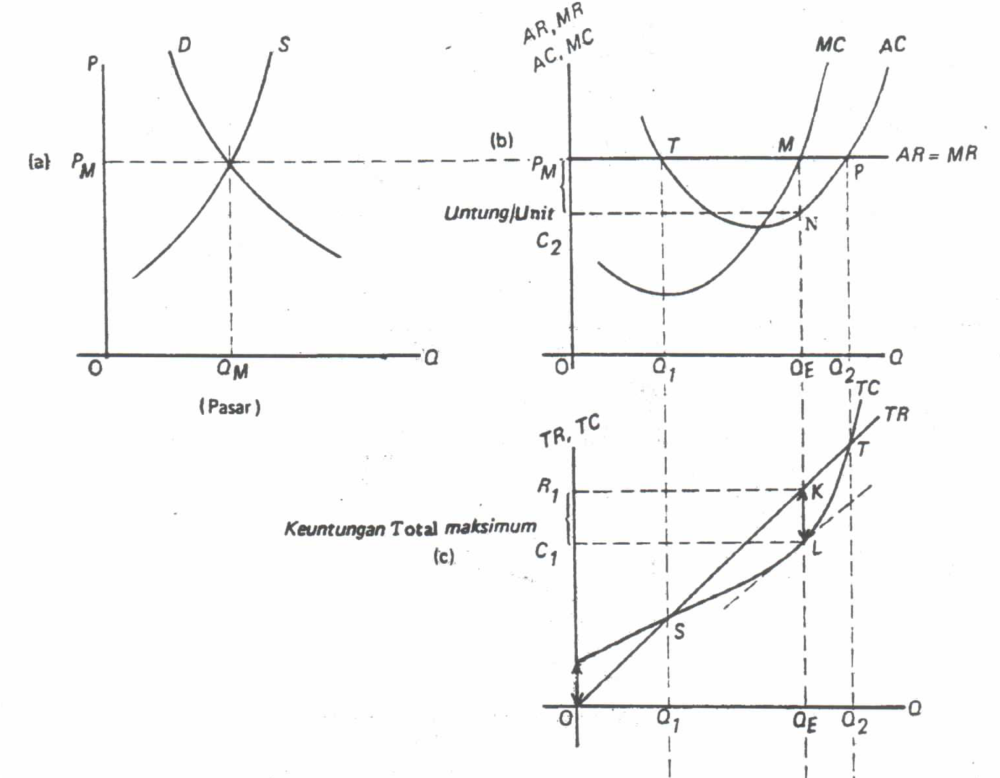 D
S
P
(a)
P_M
O
Q_M
Q
(Pasar)
AR, MR
AC, MC
MC
AC
(b)
T
M
AR = MR
P_M
P
Untung/Unit
N
C_2
O
Q_1
Q_E
Q_2
Q
TC
TR
TR, TC
T
R_1
K
Keuntungan Total maksimum
C_1
L
(c)
S
O
Q_1
Q_E
Q_2
Q